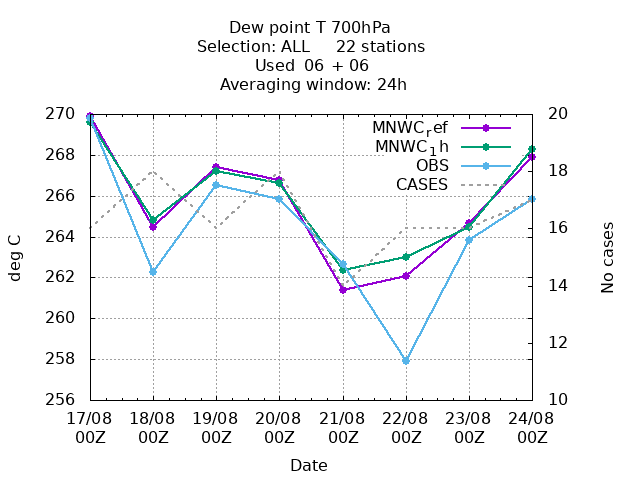 Dew point T 700hPa
Selection: ALL     22 stations
Used  06 + 06
Averaging window: 24h
270
268
266
264
262
260
258
256
20
18
16
14
12
10
deg C
No cases
MNWC_ref
MNWC_1h
OBS
CASES
17/08 18/08 19/08 20/08 21/08 22/08 23/08 24/08
00Z 00Z 00Z 00Z 00Z 00Z 00Z 00Z
Date